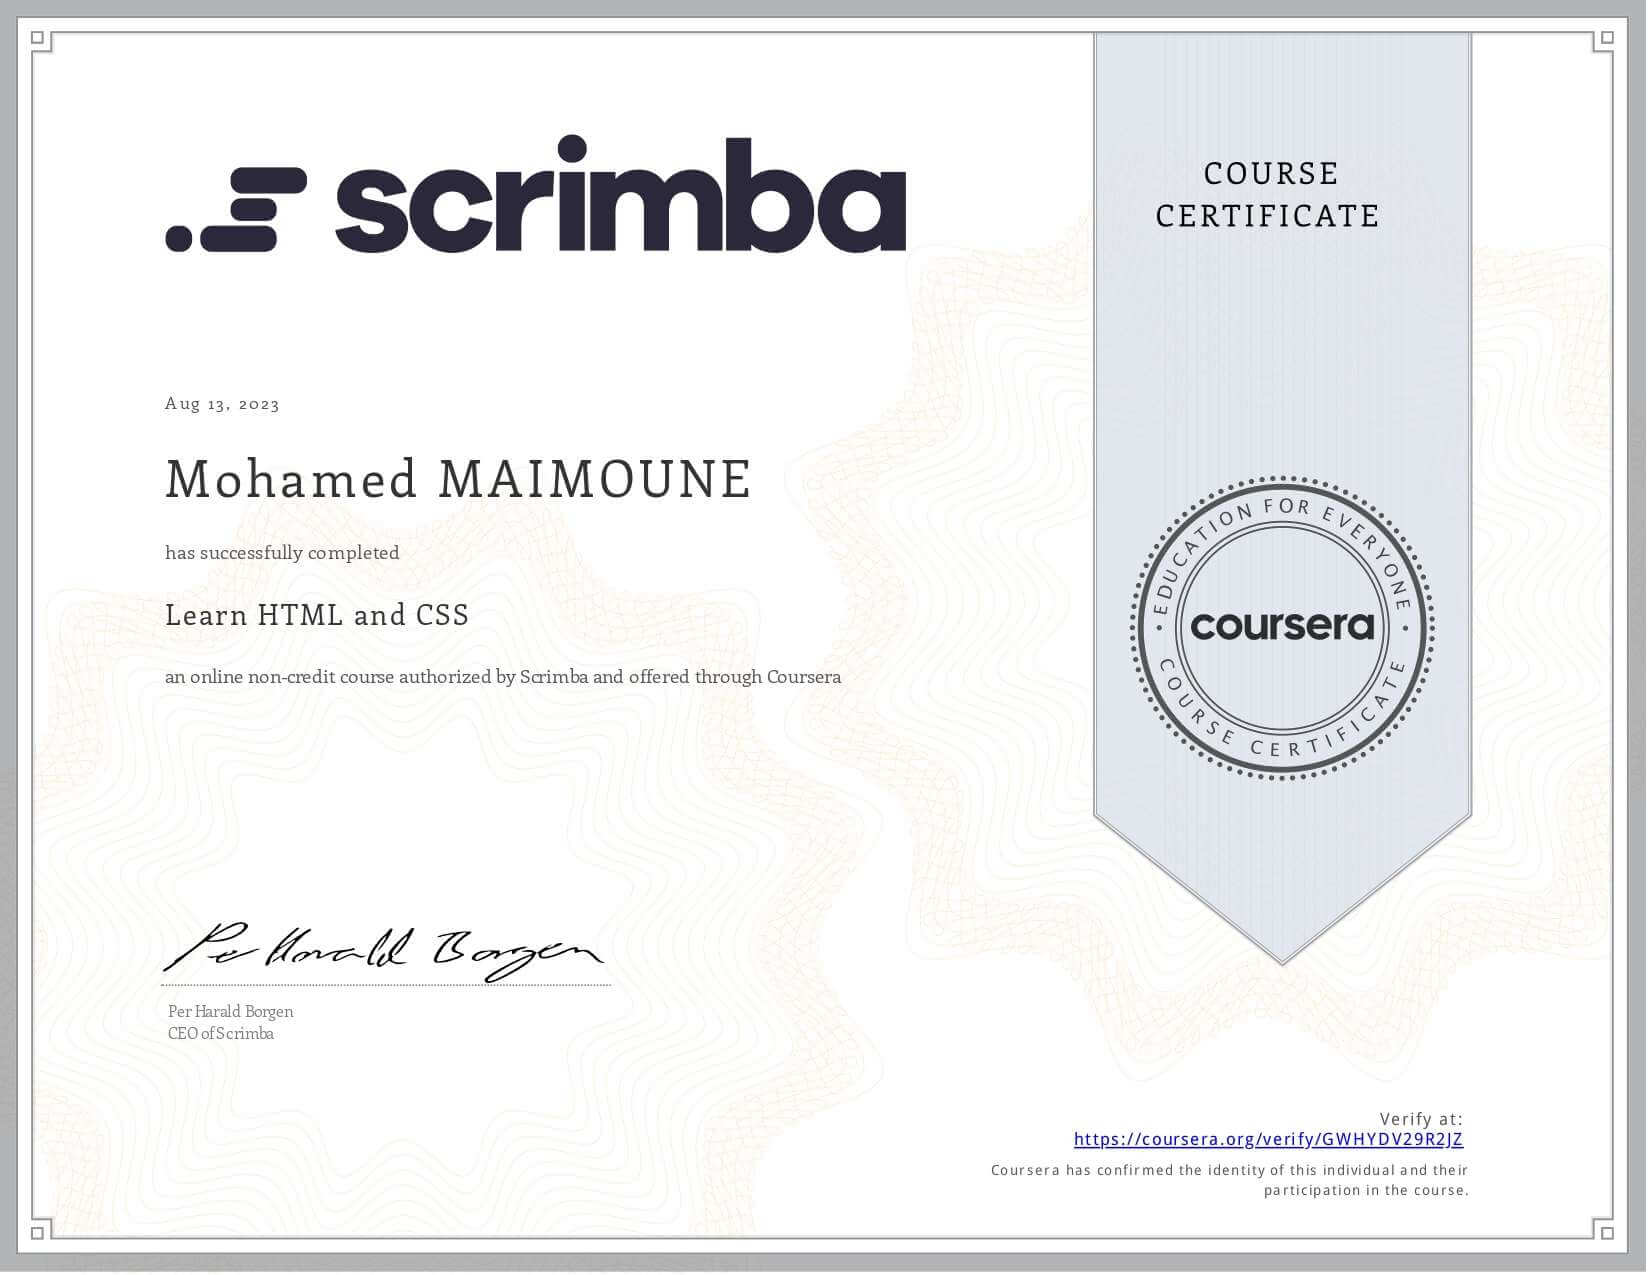 scrimba
COURSE
CERTIFICATE
Aug 13, 2023
Mohamed MAIMOUNE
has successfully completed
Learn HTML and CSS
an online non-credit course authorized by Scrimba and offered through Coursera
EDUCATION FOR EVERYONE
coursera
COURSE CERTIFICATE
Per Harald Borgen
Per Harald Borgen
CEO of Scrimba
Verify at:
https://coursera.org/verify/GWHYDV29R2JZ
Coursera has confirmed the identity of this individual and their
participation in the course.